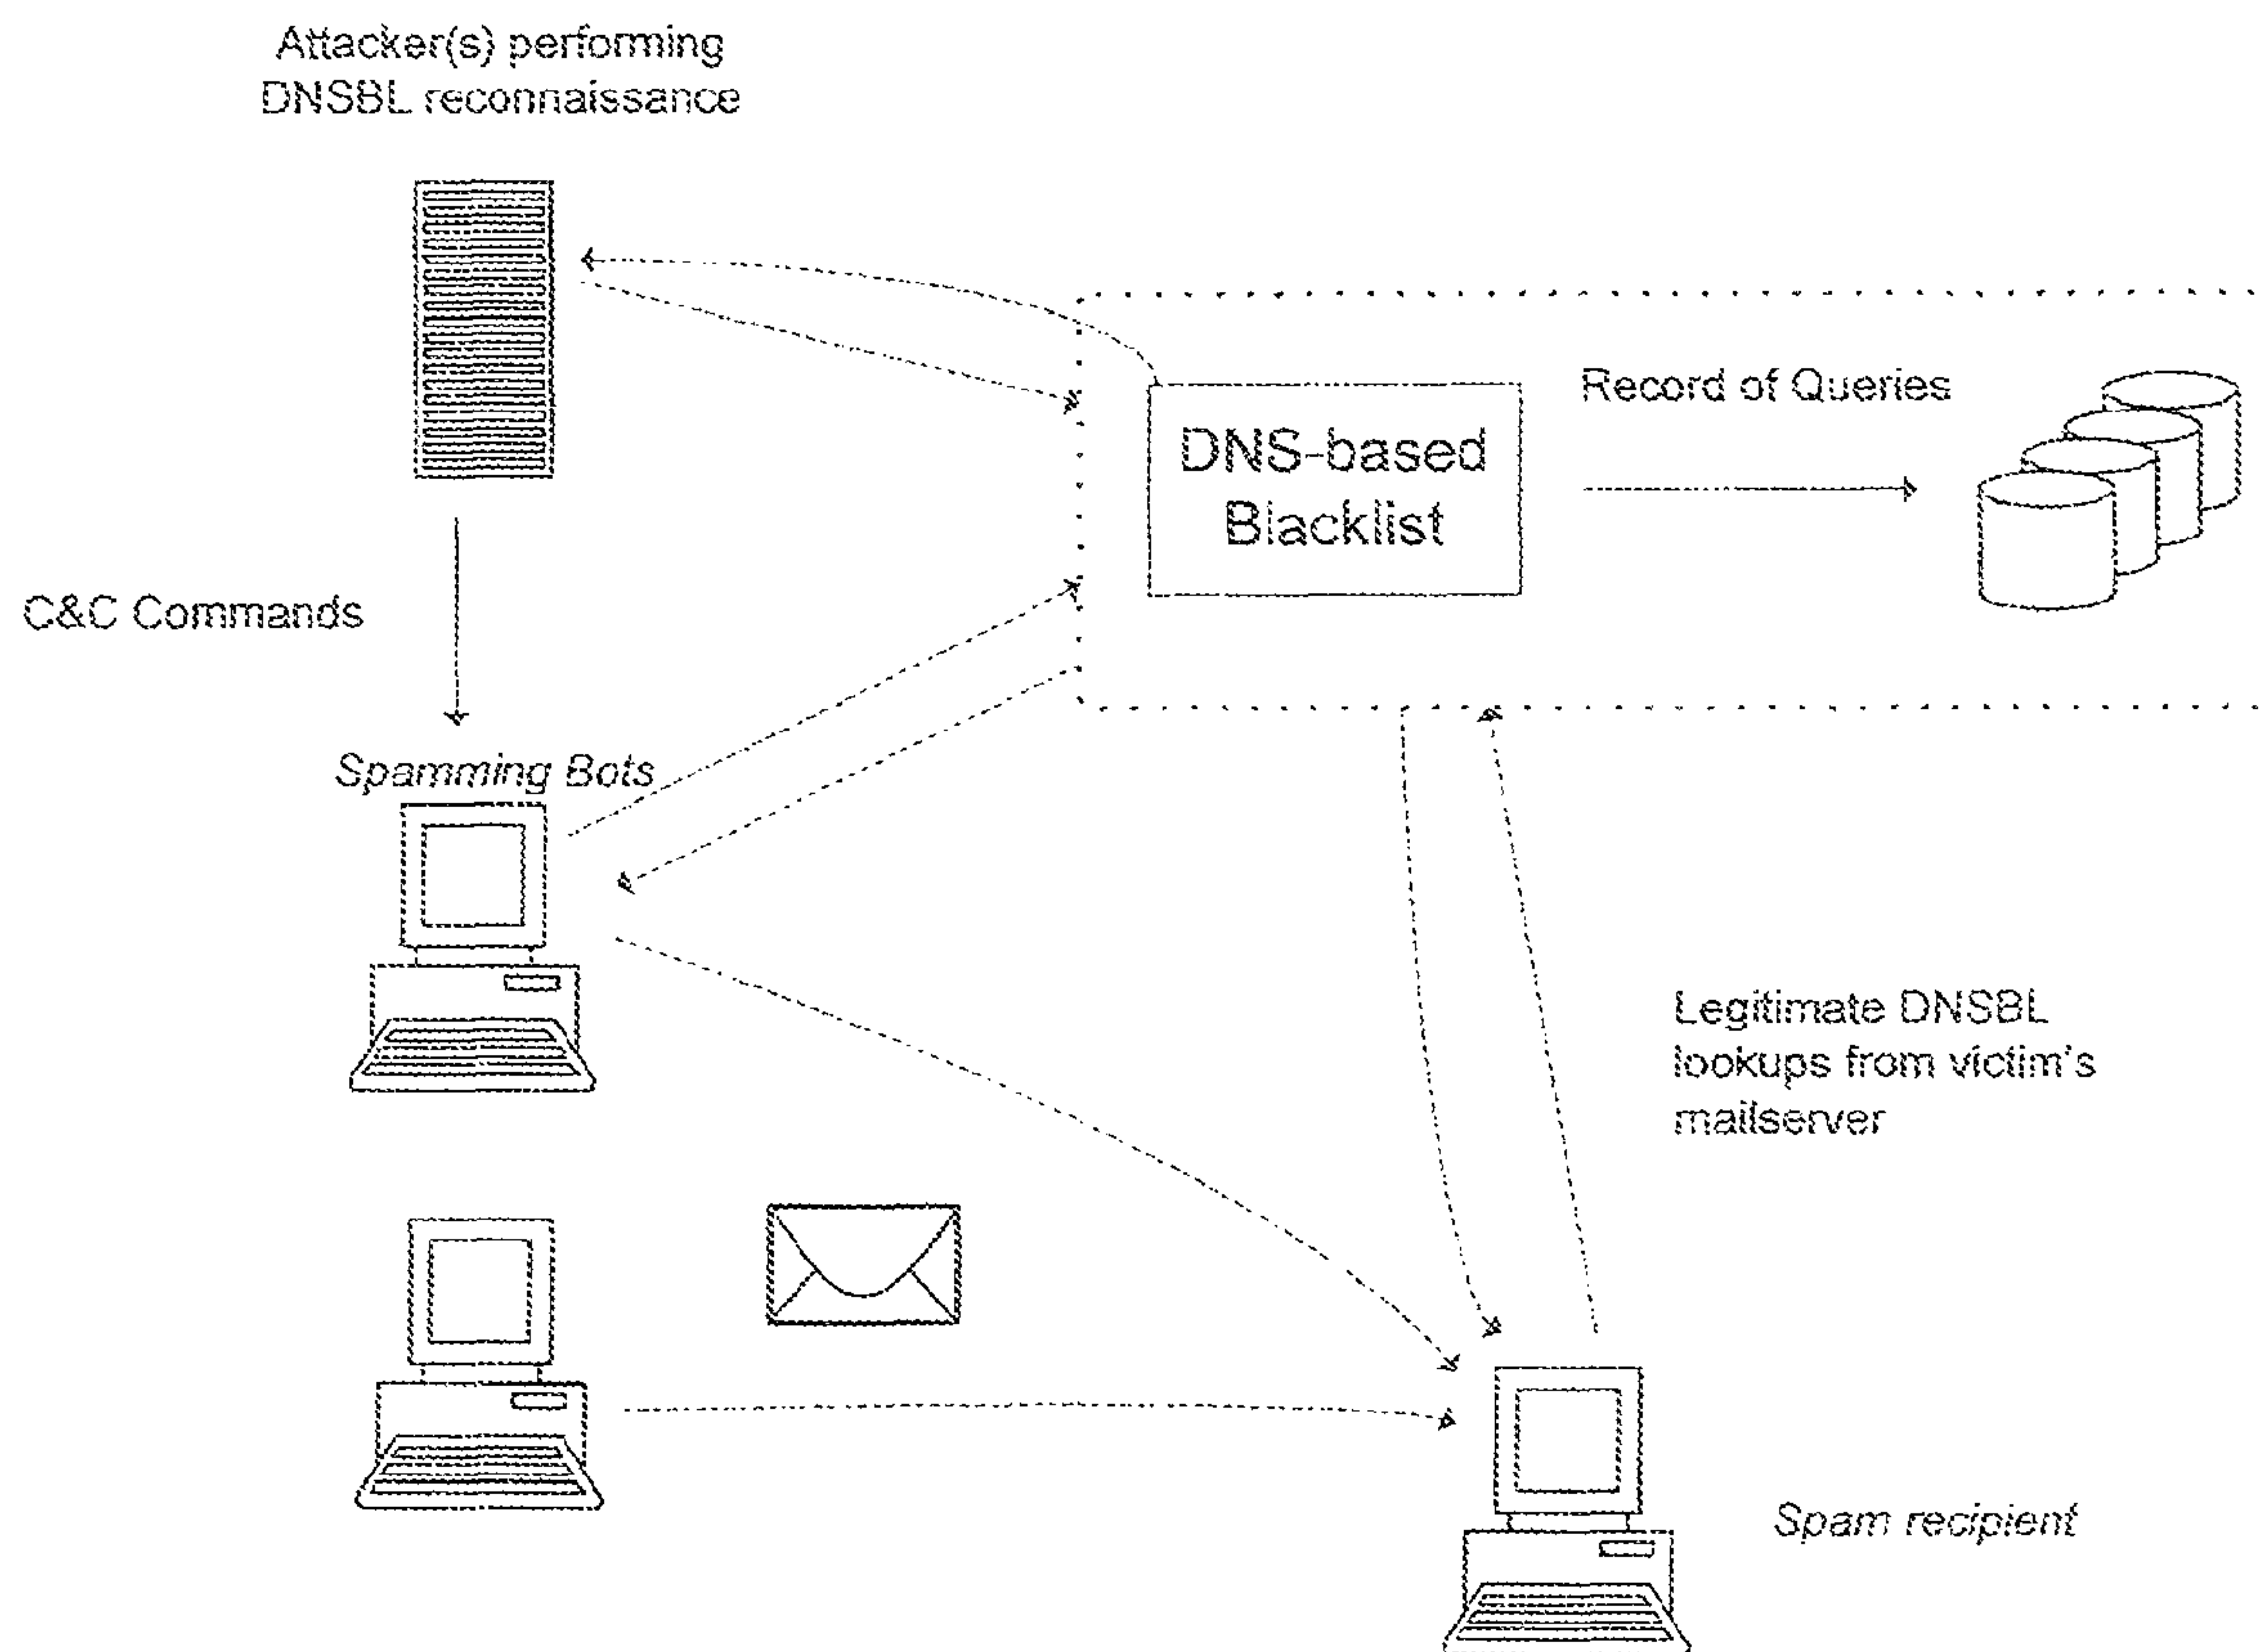 Attacker(s) performing
DNSBL reconnaissance
Record of Queries
DNS-based
Blacklist
C&C Commands
Spamming Bots
Legitimate DNSBL
lookups from victim's
mailserver
Spam recipient